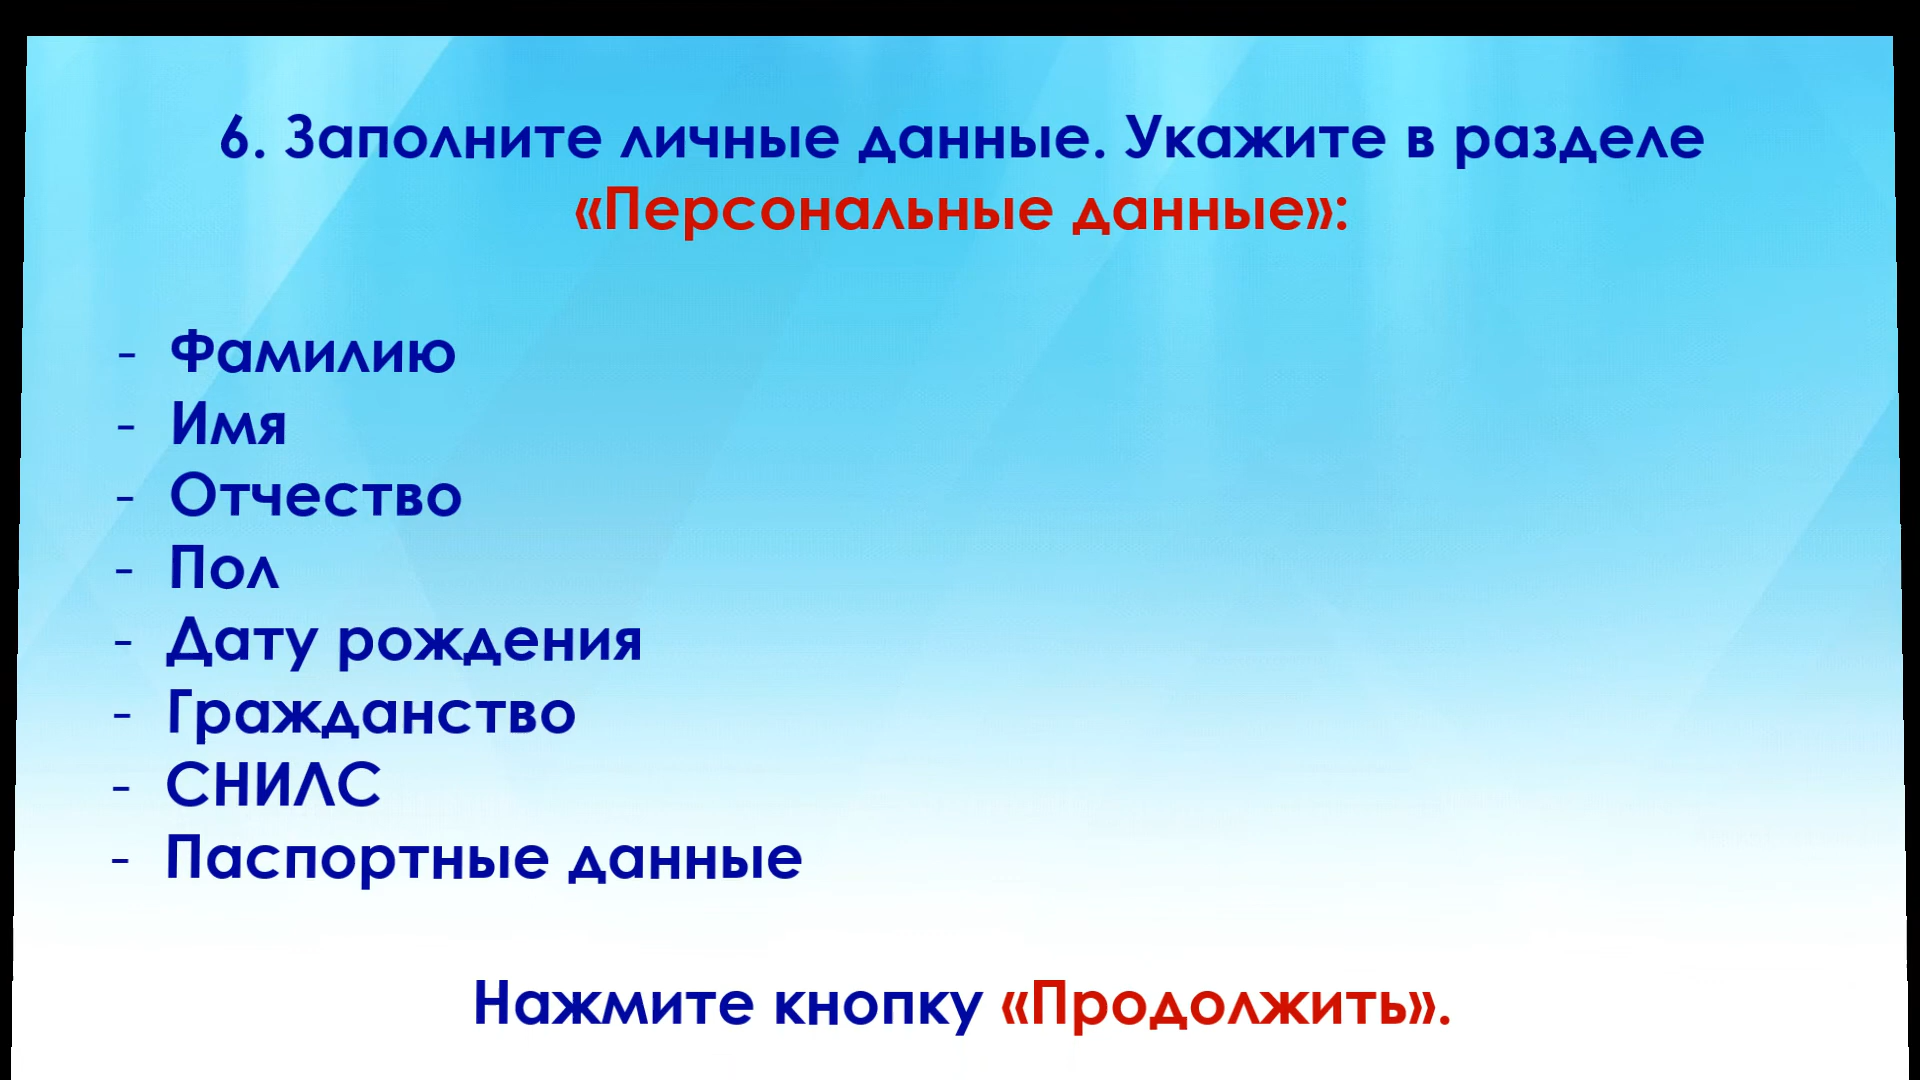 6. Заполните личные данные. Укажите в разделе
«Персональные данные»:
- Фамилию
- Имя
- Отчество
- Пол
- Дату рождения
- Гражданство
- СНИЛС
- Паспортные данные
Нажмите кнопку «Продолжить».